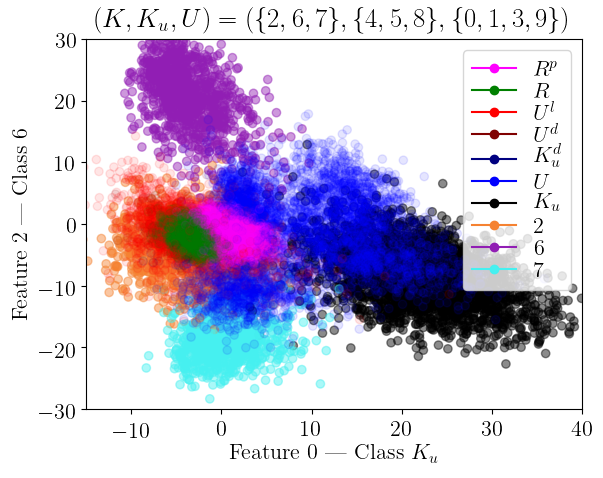 (K, K_u, U) = ({2, 6, 7}, {4, 5, 8}, {0, 1, 3, 9})
30
20
10
0
−10
−20
−30
Feature 2 — Class 6
R^p
R
U^l
U^d
K_u^d
U
K_u
2
6
7
−10
0
10
20
30
40
Feature 0 — Class K_u